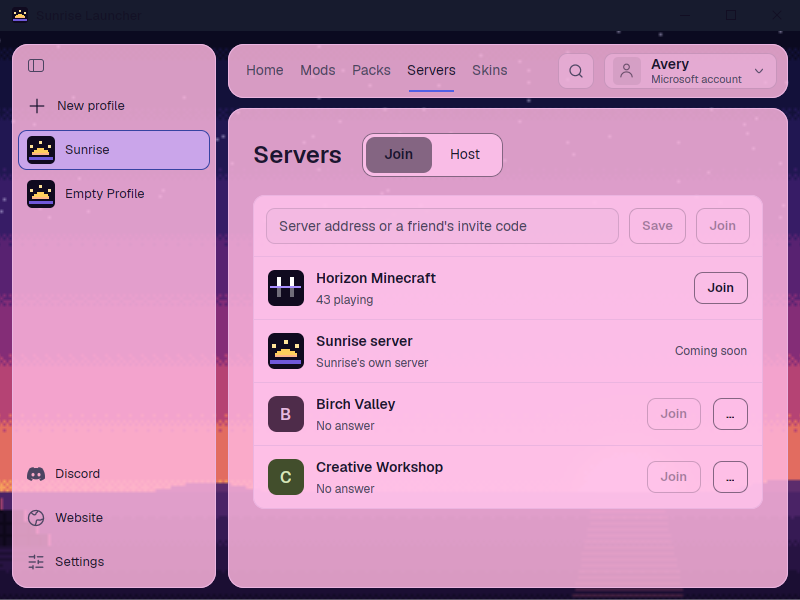 Sunrise Launcher
New profile
Sunrise
Empty Profile
Discord
Website
Settings
Home Mods Packs Servers Skins
Avery
Microsoft account
Servers
Join Host
Server address or a friend's invite code Save Join
Horizon Minecraft
43 playing
Join
Sunrise server
Sunrise's own server
Coming soon
B
Birch Valley
No answer
Join ...
C
Creative Workshop
No answer
Join ...